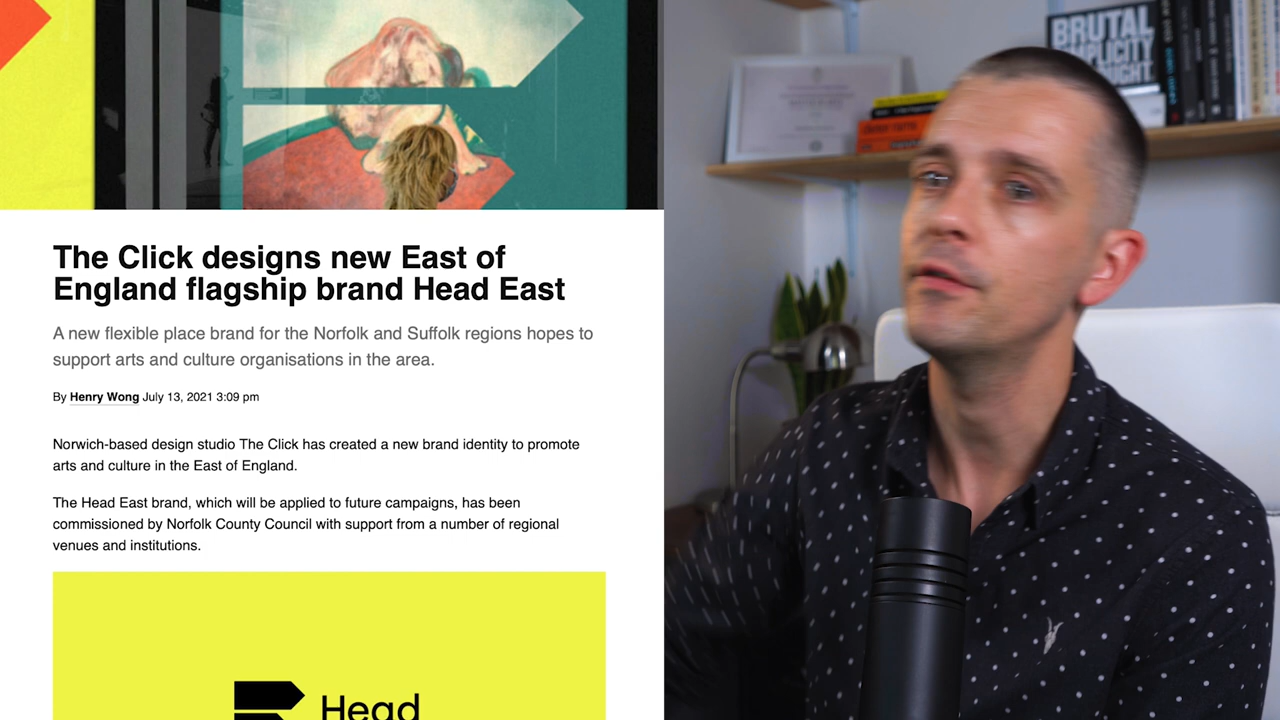 The Click designs new East of
England flagship brand Head East
A new flexible place brand for the Norfolk and Suffolk regions hopes to
support arts and culture organisations in the area.
By Henry Wong July 13, 2021 3:09 pm
Norwich-based design studio The Click has created a new brand identity to promote
arts and culture in the East of England.
The Head East brand, which will be applied to future campaigns, has been
commissioned by Norfolk County Council with support from a number of regional
venues and institutions.
Head
BRUTAL